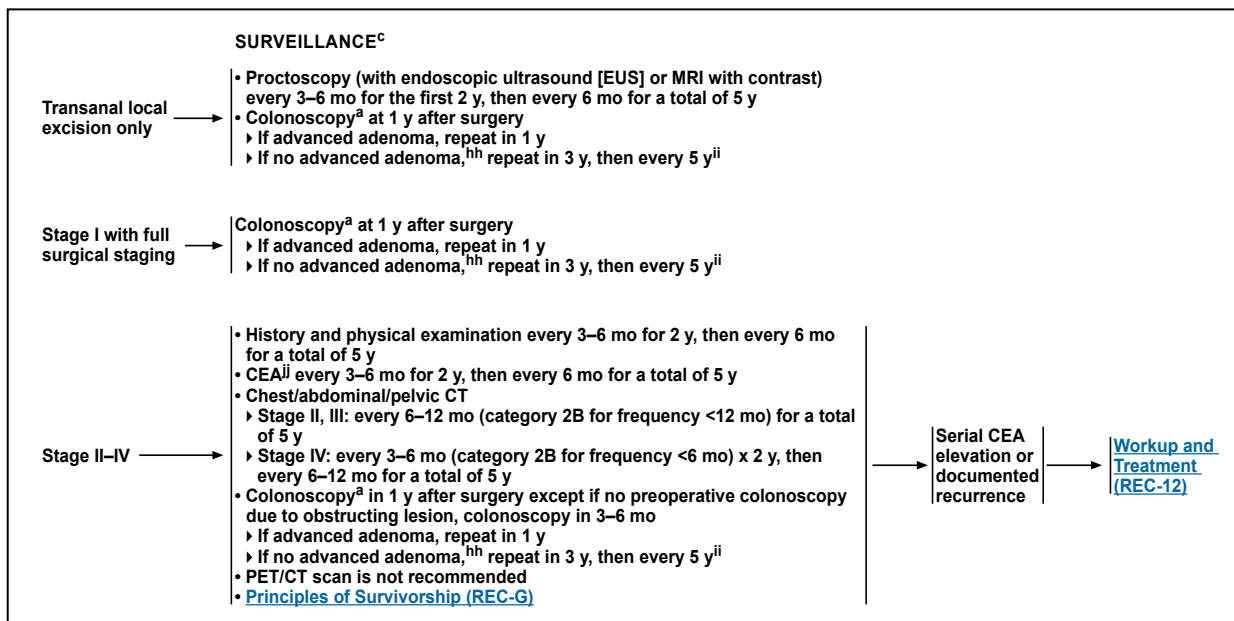 SURVEILLANCEᶜ
Transanal local
excision only
• Proctoscopy (with endoscopic ultrasound [EUS] or MRI with contrast)
every 3–6 mo for the first 2 y, then every 6 mo for a total of 5 y
• Colonoscopyᵃ at 1 y after surgery
▸ If advanced adenoma, repeat in 1 y
▸ If no advanced adenoma,ʰʰ repeat in 3 y, then every 5 yⁱⁱ
Stage I with full
surgical staging
Colonoscopyᵃ at 1 y after surgery
▸ If advanced adenoma, repeat in 1 y
▸ If no advanced adenoma,ʰʰ repeat in 3 y, then every 5 yⁱⁱ
Stage II–IV
• History and physical examination every 3–6 mo for 2 y, then every 6 mo
for a total of 5 y
• CEAʲʲ every 3–6 mo for 2 y, then every 6 mo for a total of 5 y
• Chest/abdominal/pelvic CT
▸ Stage II, III: every 6–12 mo (category 2B for frequency <12 mo) for a total
of 5 y
▸ Stage IV: every 3–6 mo (category 2B for frequency <6 mo) x 2 y, then
every 6–12 mo for a total of 5 y
• Colonoscopyᵃ in 1 y after surgery except if no preoperative colonoscopy
due to obstructing lesion, colonoscopy in 3–6 mo
▸ If advanced adenoma, repeat in 1 y
▸ If no advanced adenoma,ʰʰ repeat in 3 y, then every 5 yⁱⁱ
• PET/CT scan is not recommended
• Principles of Survivorship (REC-G)
Serial CEA
elevation or
documented
recurrence
Workup and
Treatment
(REC-12)